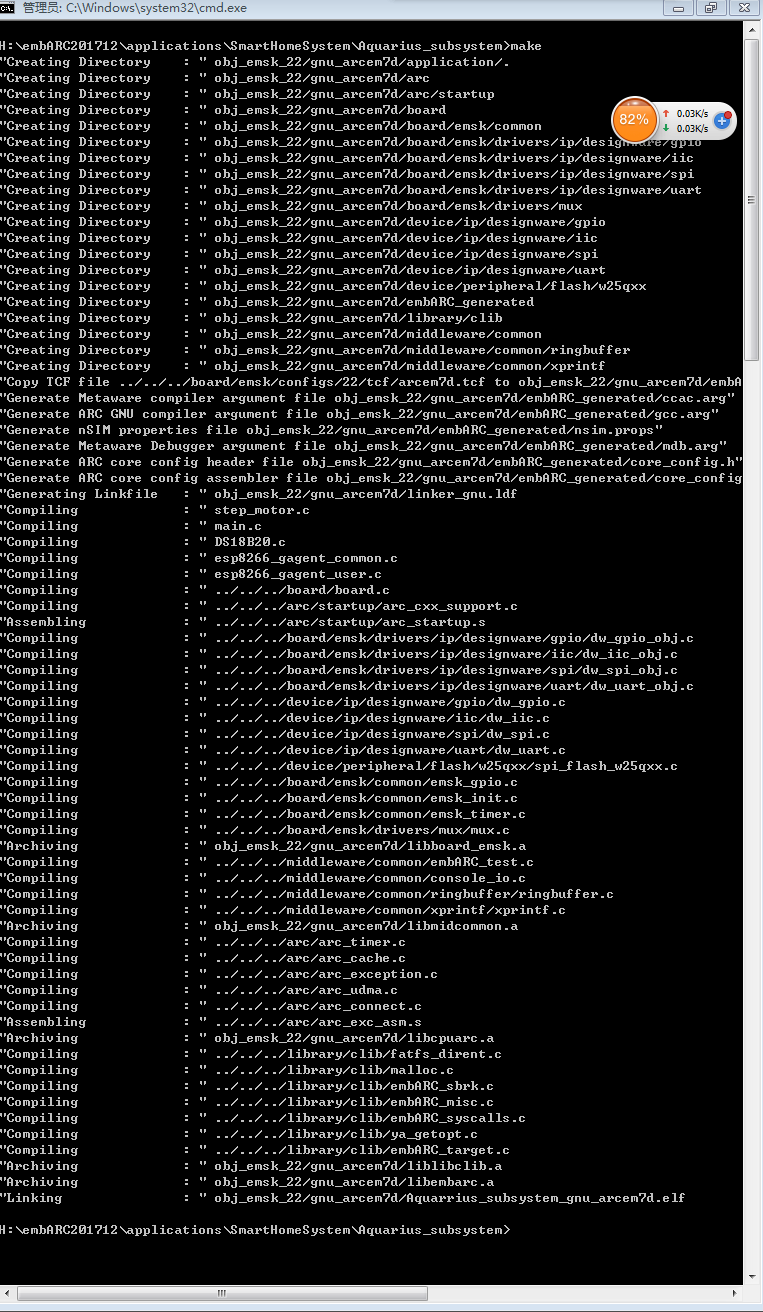 管理员: C:\Windows\system32\cmd.exe
H:\embARC201712\applications\SmartHomeSystem\Aquarius_subsystem>make
"Creating Directory    : " obj_emsk_22/gnu_arcem7d/application/.
"Creating Directory    : " obj_emsk_22/gnu_arcem7d/arc
"Creating Directory    : " obj_emsk_22/gnu_arcem7d/arc/startup
"Creating Directory    : " obj_emsk_22/gnu_arcem7d/board
82%
0.03K/s
0.03K/s
"Creating Directory    : " obj_emsk_22/gnu_arcem7d/board/emsk/common
"Creating Directory    : " obj_emsk_22/gnu_arcem7d/board/emsk/drivers/ip/designware/gpio
"Creating Directory    : " obj_emsk_22/gnu_arcem7d/board/emsk/drivers/ip/designware/iic
"Creating Directory    : " obj_emsk_22/gnu_arcem7d/board/emsk/drivers/ip/designware/spi
"Creating Directory    : " obj_emsk_22/gnu_arcem7d/board/emsk/drivers/ip/designware/uart
"Creating Directory    : " obj_emsk_22/gnu_arcem7d/board/emsk/drivers/mux
"Creating Directory    : " obj_emsk_22/gnu_arcem7d/device/ip/designware/gpio
"Creating Directory    : " obj_emsk_22/gnu_arcem7d/device/ip/designware/iic
"Creating Directory    : " obj_emsk_22/gnu_arcem7d/device/ip/designware/spi
"Creating Directory    : " obj_emsk_22/gnu_arcem7d/device/ip/designware/uart
"Creating Directory    : " obj_emsk_22/gnu_arcem7d/device/peripheral/flash/w25qxx
"Creating Directory    : " obj_emsk_22/gnu_arcem7d/embARC_generated
"Creating Directory    : " obj_emsk_22/gnu_arcem7d/library/clib
"Creating Directory    : " obj_emsk_22/gnu_arcem7d/middleware/common
"Creating Directory    : " obj_emsk_22/gnu_arcem7d/middleware/common/ringbuffer
"Creating Directory    : " obj_emsk_22/gnu_arcem7d/middleware/common/xprintf
"Copy TCF file ../../../board/emsk/configs/22/tcf/arcem7d.tcf to obj_emsk_22/gnu_arcem7d/embA
"Generate Metaware compiler argument file obj_emsk_22/gnu_arcem7d/embARC_generated/ccac.arg"
"Generate ARC GNU compiler argument file obj_emsk_22/gnu_arcem7d/embARC_generated/gcc.arg"
"Generate nSIM properties file obj_emsk_22/gnu_arcem7d/embARC_generated/nsim.props"
"Generate Metaware Debugger argument file obj_emsk_22/gnu_arcem7d/embARC_generated/mdb.arg"
"Generate ARC core config header file obj_emsk_22/gnu_arcem7d/embARC_generated/core_config.h"
"Generate ARC core config assembler file obj_emsk_22/gnu_arcem7d/embARC_generated/core_config
"Generating Linkfile   : " obj_emsk_22/gnu_arcem7d/linker_gnu.ldf
"Compiling             : " step_motor.c
"Compiling             : " main.c
"Compiling             : " DS18B20.c
"Compiling             : " esp8266_gagent_common.c
"Compiling             : " esp8266_gagent_user.c
"Compiling             : " ../../../board/board.c
"Compiling             : " ../../../arc/startup/arc_cxx_support.c
"Assembling            : " ../../../arc/startup/arc_startup.s
"Compiling             : " ../../../board/emsk/drivers/ip/designware/gpio/dw_gpio_obj.c
"Compiling             : " ../../../board/emsk/drivers/ip/designware/iic/dw_iic_obj.c
"Compiling             : " ../../../board/emsk/drivers/ip/designware/spi/dw_spi_obj.c
"Compiling             : " ../../../board/emsk/drivers/ip/designware/uart/dw_uart_obj.c
"Compiling             : " ../../../device/ip/designware/gpio/dw_gpio.c
"Compiling             : " ../../../device/ip/designware/iic/dw_iic.c
"Compiling             : " ../../../device/ip/designware/spi/dw_spi.c
"Compiling             : " ../../../device/ip/designware/uart/dw_uart.c
"Compiling             : " ../../../device/peripheral/flash/w25qxx/spi_flash_w25qxx.c
"Compiling             : " ../../../board/emsk/common/emsk_gpio.c
"Compiling             : " ../../../board/emsk/common/emsk_init.c
"Compiling             : " ../../../board/emsk/common/emsk_timer.c
"Compiling             : " ../../../board/emsk/drivers/mux/mux.c
"Archiving             : " obj_emsk_22/gnu_arcem7d/libboard_emsk.a
"Compiling             : " ../../../middleware/common/embARC_test.c
"Compiling             : " ../../../middleware/common/console_io.c
"Compiling             : " ../../../middleware/common/ringbuffer/ringbuffer.c
"Compiling             : " ../../../middleware/common/xprintf/xprintf.c
"Archiving             : " obj_emsk_22/gnu_arcem7d/libmidcommon.a
"Compiling             : " ../../../arc/arc_timer.c
"Compiling             : " ../../../arc/arc_cache.c
"Compiling             : " ../../../arc/arc_exception.c
"Compiling             : " ../../../arc/arc_udma.c
"Compiling             : " ../../../arc/arc_connect.c
"Assembling            : " ../../../arc/arc_exc_asm.s
"Archiving             : " obj_emsk_22/gnu_arcem7d/libcpuarc.a
"Compiling             : " ../../../library/clib/fatfs_dirent.c
"Compiling             : " ../../../library/clib/malloc.c
"Compiling             : " ../../../library/clib/embARC_sbrk.c
"Compiling             : " ../../../library/clib/embARC_misc.c
"Compiling             : " ../../../library/clib/embARC_syscalls.c
"Compiling             : " ../../../library/clib/ya_getopt.c
"Compiling             : " ../../../library/clib/embARC_target.c
"Archiving             : " obj_emsk_22/gnu_arcem7d/liblibclib.a
"Archiving             : " obj_emsk_22/gnu_arcem7d/libembarc.a
"Linking               : " obj_emsk_22/gnu_arcem7d/Aquarrius_subsystem_gnu_arcem7d.elf
H:\embARC201712\applications\SmartHomeSystem\Aquarius_subsystem>